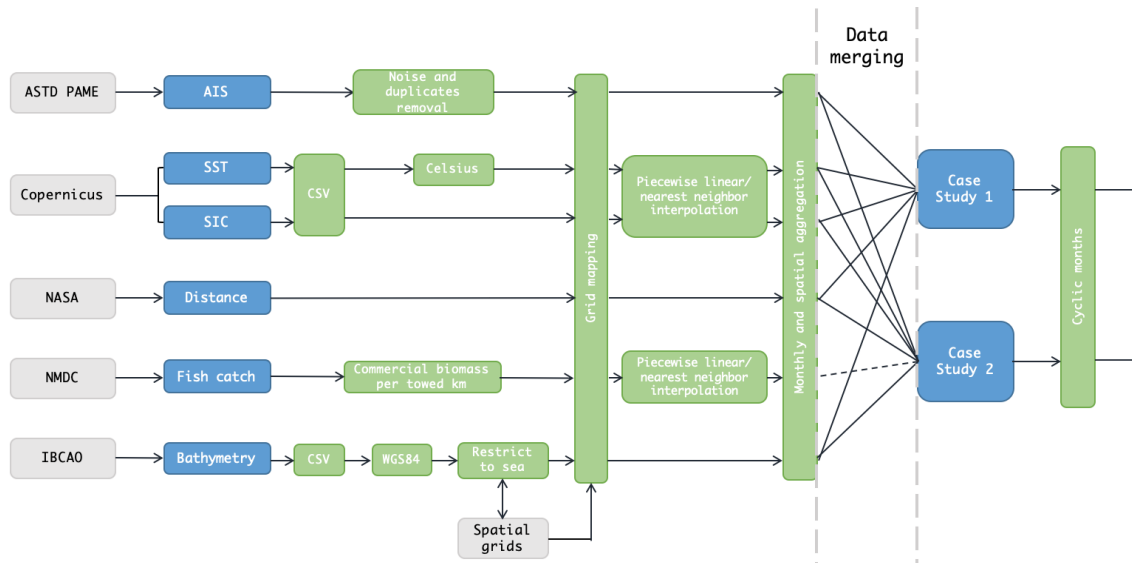 Data
merging
ASTD PAME
AIS
Noise and
duplicates
removal
Copernicus
SST
SIC
CSV
Celsius
Piecewise linear/
nearest neighbor
interpolation
Grid mapping
Monthly and spatial aggregation
Case
Study 1
Cyclic months
NASA
Distance
NMDC
Fish catch
Commercial biomass
per towed km
Piecewise linear/
nearest neighbor
interpolation
Case
Study 2
IBCAO
Bathymetry
CSV
WGS84
Restrict
to sea
Spatial
grids